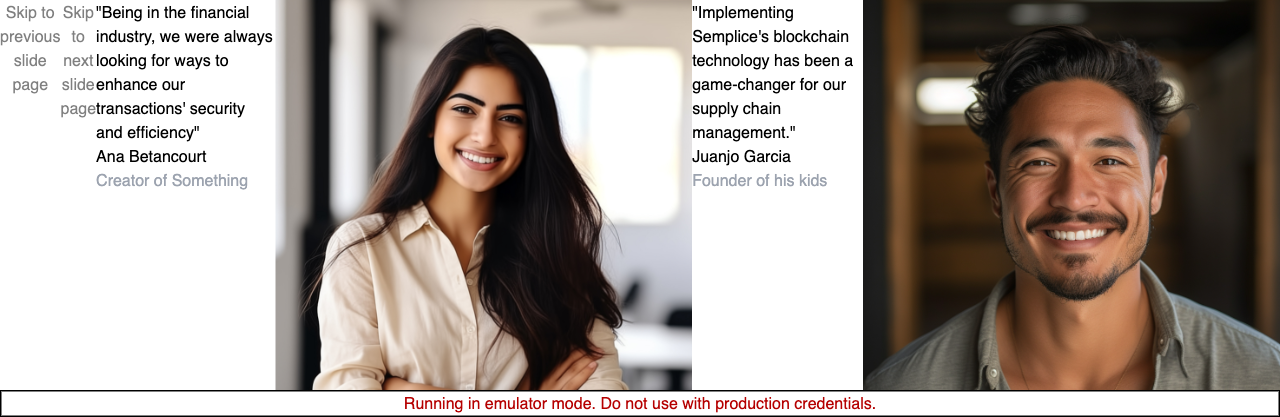 Skip to
previous
slide
page
Skip
to
next
slide
page
"Being in the financial
industry, we were always
looking for ways to
enhance our
transactions' security
and efficiency"
Ana Betancourt
Creator of Something
"Implementing
Semplice's blockchain
technology has been a
game-changer for our
supply chain
management."
Juanjo Garcia
Founder of his kids
Running in emulator mode. Do not use with production credentials.